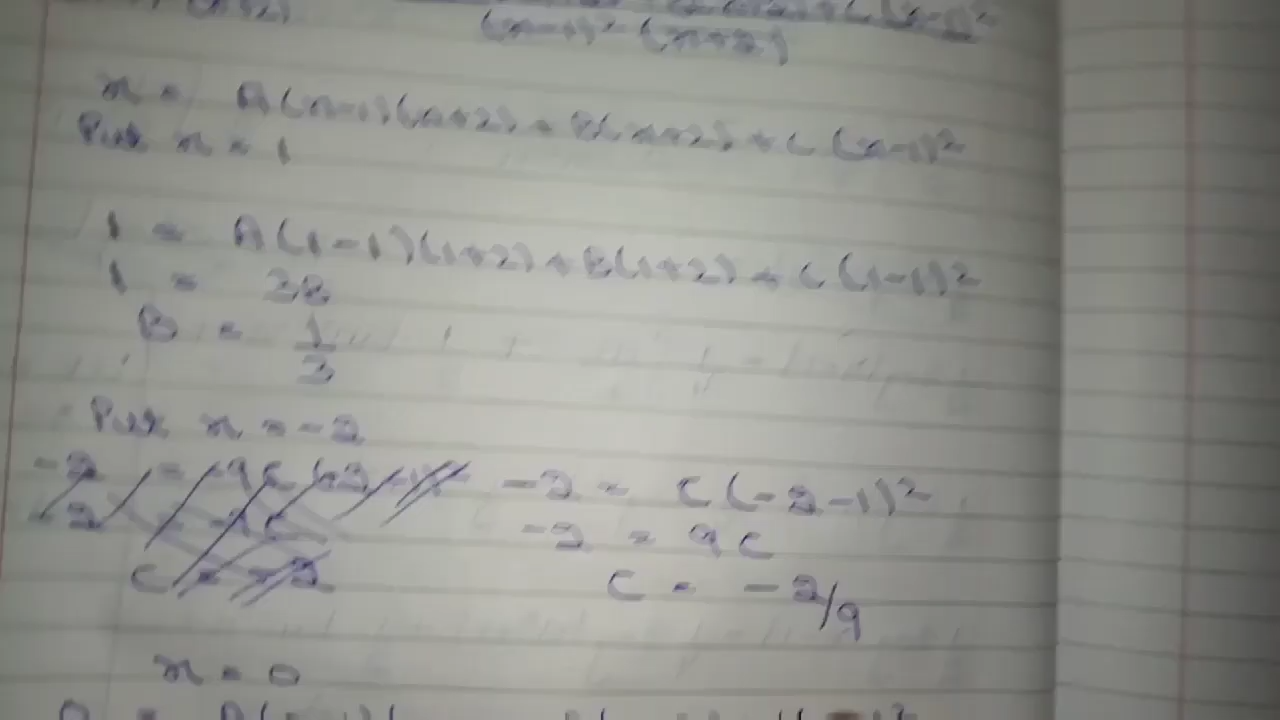 (x-1)² (x+2)
x = A(x-1)(x+2) + B(x+2) + C(x-1)²
Put x = 1
1 = A(1-1)(1+2) + B(1+2) + C(1-1)²
1 = 3B
B = 1/3
Put x = -2
-2 = C(-2-1)²
-2 = 9C
C = -2/9
x = 0